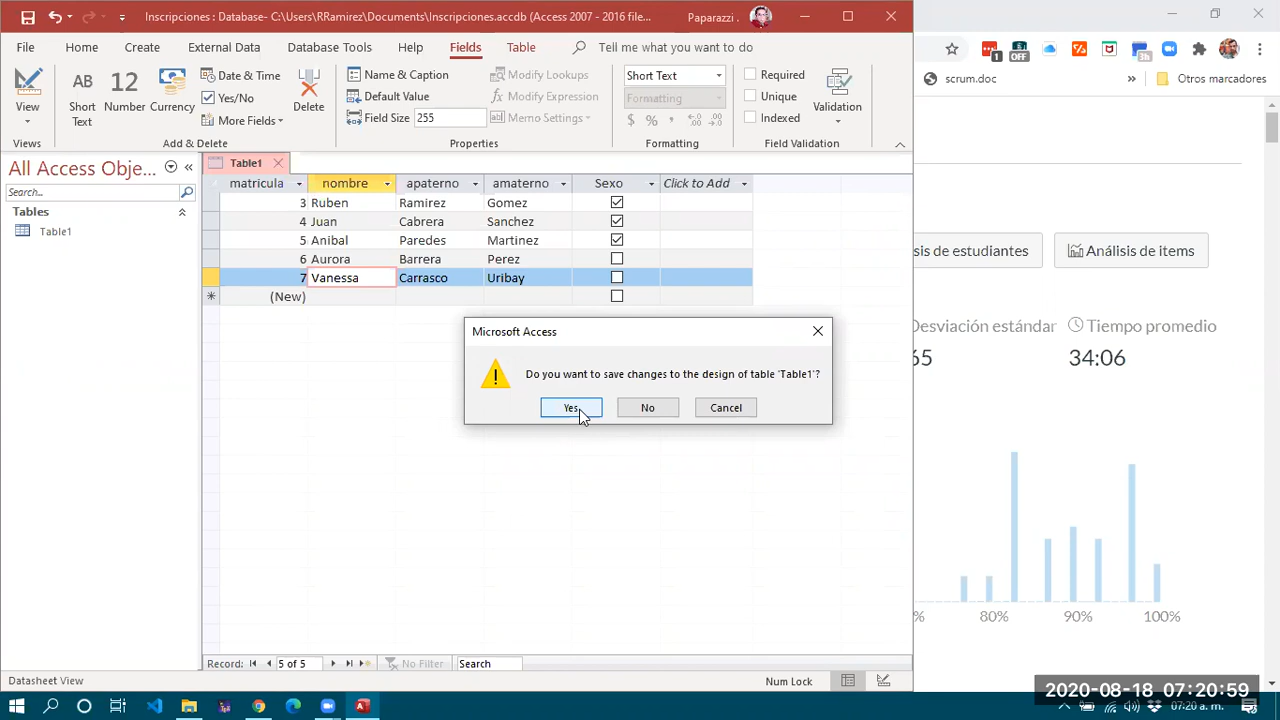 Inscripciones : Database- C:\Users\RRamirez\Documents\Inscripciones.accdb (Access 2007 - 2016 file...
Paparazzi .
File Home Create External Data Database Tools Help Fields Table Tell me what you want to do
View
Views
AB
Short
Text
12
Number
Currency
Date & Time
Yes/No
More Fields
Delete
Add & Delete
Name & Caption
Default Value
Field Size 255
Modify Lookups
Modify Expression
Memo Settings
Properties
Short Text
Formatting
$ % , .00
Formatting
Required
Unique
Indexed
Validation
Field Validation
1
OFF
3h
scrum.doc
»
Otros marcadores
All Access Obje...
Search...
Tables
Table1
Table1
matricula nombre apaterno amaterno Sexo Click to Add
3 Ruben Ramirez Gomez
4 Juan Cabrera Sanchez
5 Anibal Paredes Martinez
6 Aurora Barrera Perez
7 Vanessa Carrasco Uribay
(New)
Microsoft Access
Do you want to save changes to the design of table 'Table1'?
Yes No Cancel
sis de estudiantes
Análisis de items
Desviación estándar
65
Tiempo promedio
34:06
% 80% 90% 100%
Record: 5 of 5 No Filter Search
Datasheet View
Num Lock
2020-08-18 07:20:59
07:20 a. m.